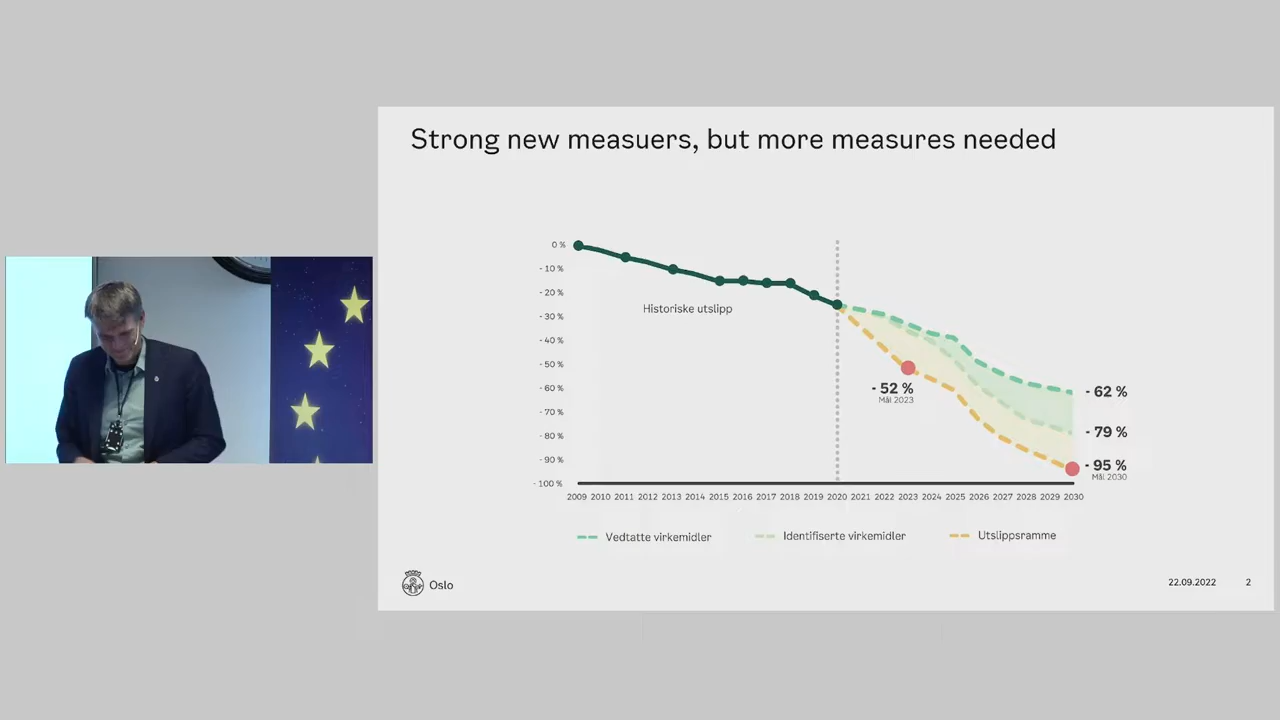 Strong new measuers, but more measures needed
0 %
- 10 %
- 20 %
- 30 %
- 40 %
- 50 %
- 60 %
- 70 %
- 80 %
- 90 %
- 100 %
Historiske utslipp
- 52 %
Mål 2023
- 62 %
- 79 %
- 95 %
Mål 2030
2009 2010 2011 2012 2013 2014 2015 2016 2017 2018 2019 2020 2021 2022 2023 2024 2025 2026 2027 2028 2029 2030
Vedtatte virkemidler Identifiserte virkemidler Utslippsramme
Oslo
22.09.2022 2